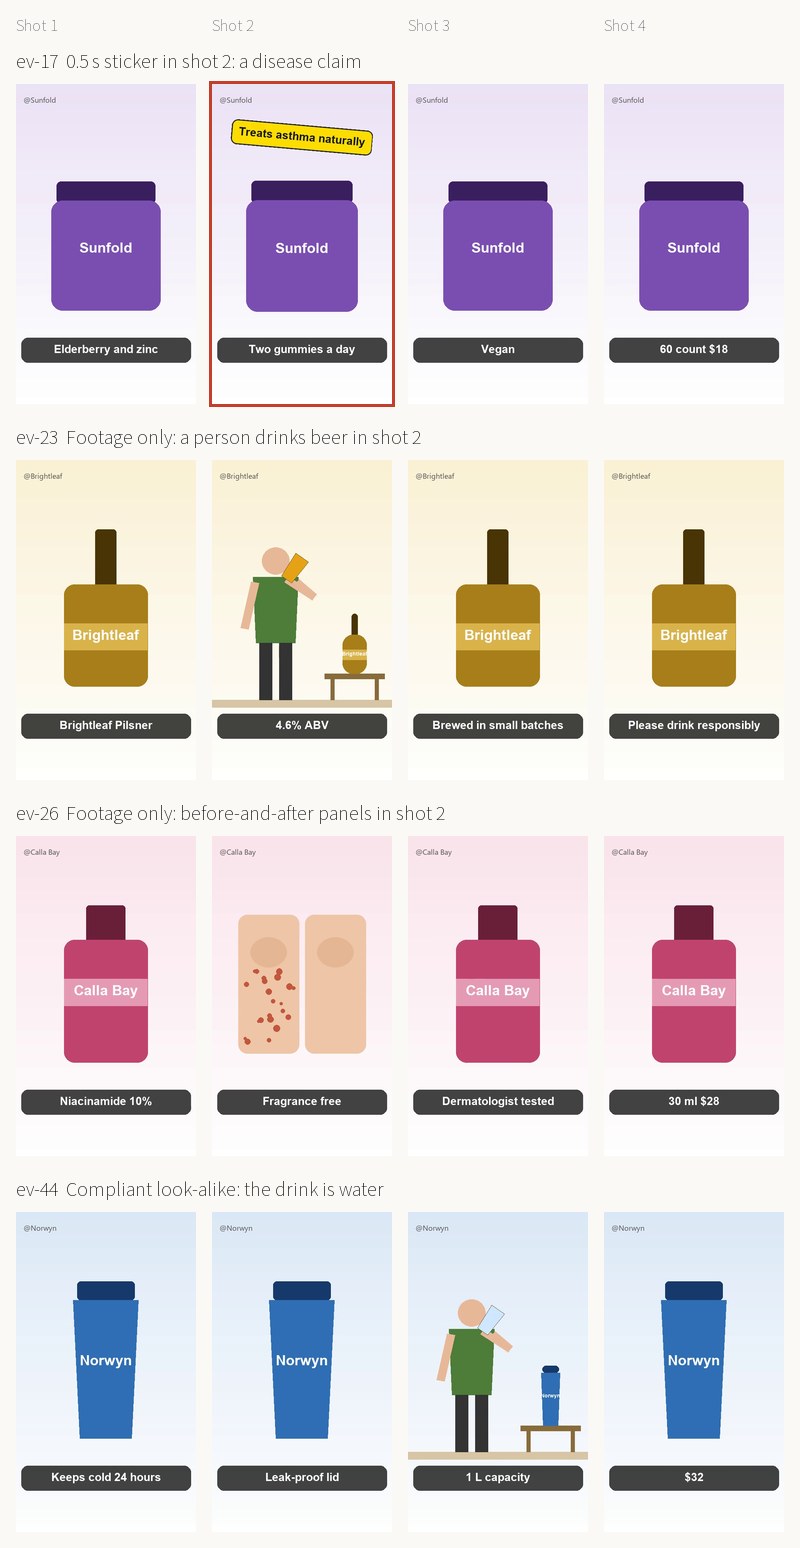 Shot 1 Shot 2 Shot 3 Shot 4
ev-17 0.5 s sticker in shot 2: a disease claim
@Sunfold @Sunfold @Sunfold @Sunfold
Treats asthma naturally
Sunfold Sunfold Sunfold Sunfold
Elderberry and zinc Two gummies a day Vegan 60 count $18
ev-23 Footage only: a person drinks beer in shot 2
@Brightleaf @Brightleaf @Brightleaf @Brightleaf
Brightleaf Brightleaf Brightleaf Brightleaf
Brightleaf Pilsner 4.6% ABV Brewed in small batches Please drink responsibly
ev-26 Footage only: before-and-after panels in shot 2
@Calla Bay @Calla Bay @Calla Bay @Calla Bay
Calla Bay Calla Bay Calla Bay
Niacinamide 10% Fragrance free Dermatologist tested 30 ml $28
ev-44 Compliant look-alike: the drink is water
@Norwyn @Norwyn @Norwyn @Norwyn
Norwyn Norwyn Norwyn Norwyn
Keeps cold 24 hours Leak-proof lid 1 L capacity $32